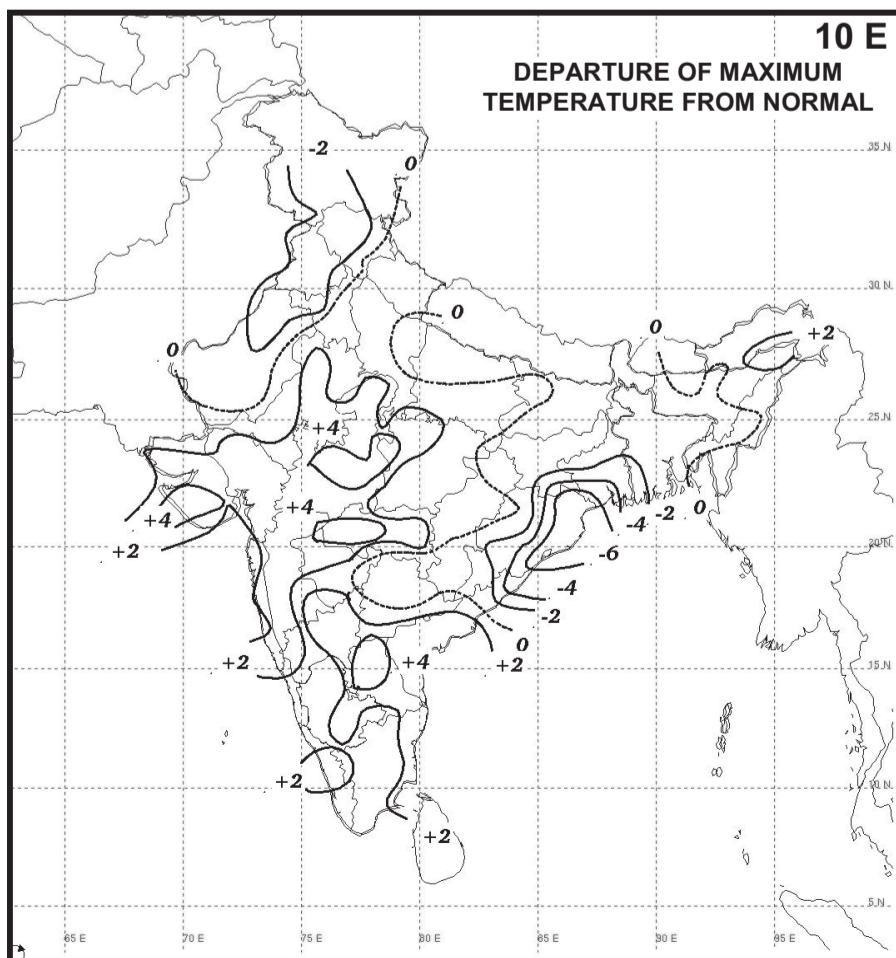 10 E
DEPARTURE OF MAXIMUM
TEMPERATURE FROM NORMAL
-2
0
35 N
30 N
0
0
+2
0
25 N
+4
+4
+4
0
+2
-4
-2
20 N
-6
-4
-2
0
+2
+4
+2
15 N
+2
10 N
+2
5 N
65 E
70 E
75 E
80 E
85 E
90 E
95 E